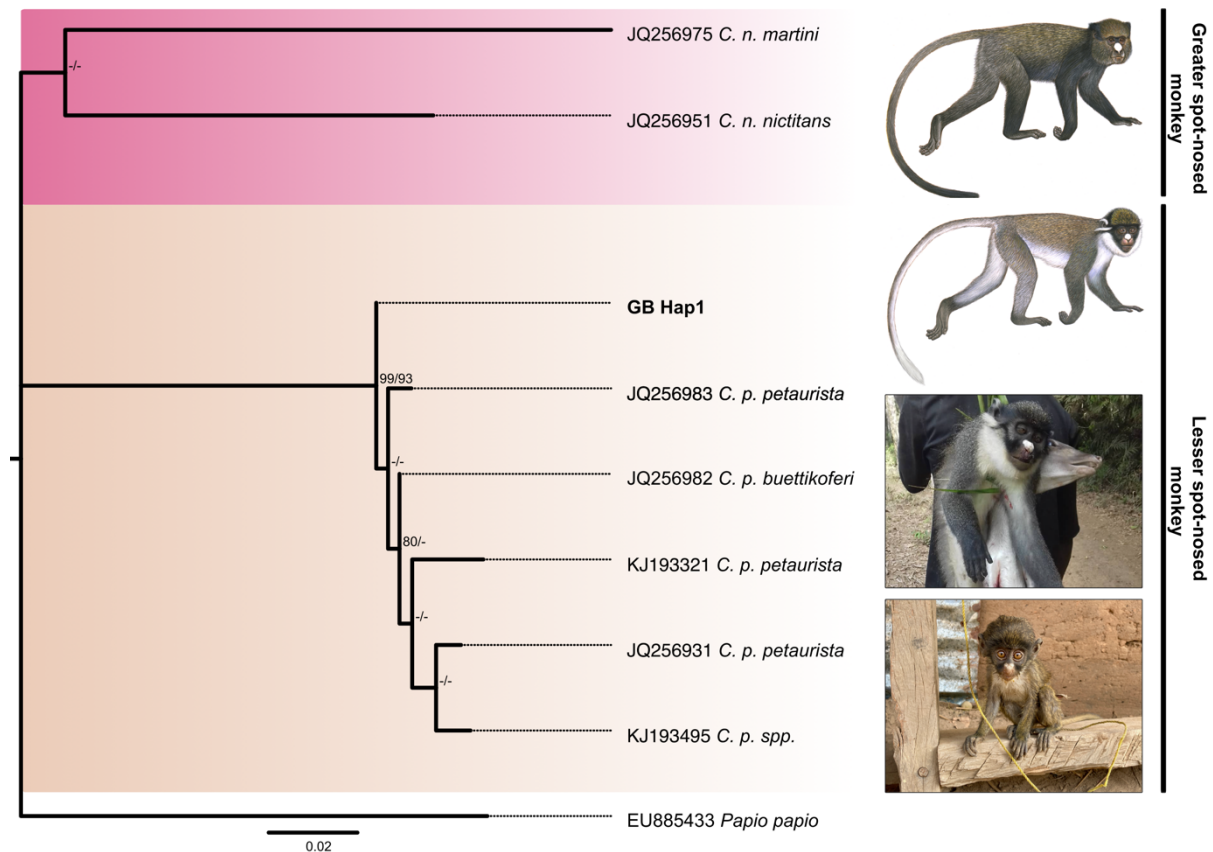 JQ256975 C. n. martini
-/-
JQ256951 C. n. nictitans
Greater spot-nosed
monkey
GB Hap1
99/93
JQ256983 C. p. petaurista
-/-
JQ256982 C. p. buettikoferi
80/-
KJ193321 C. p. petaurista
-/-
JQ256931 C. p. petaurista
-/-
KJ193495 C. p. spp.
Lesser spot-nosed
monkey
EU885433 Papio papio
0.02